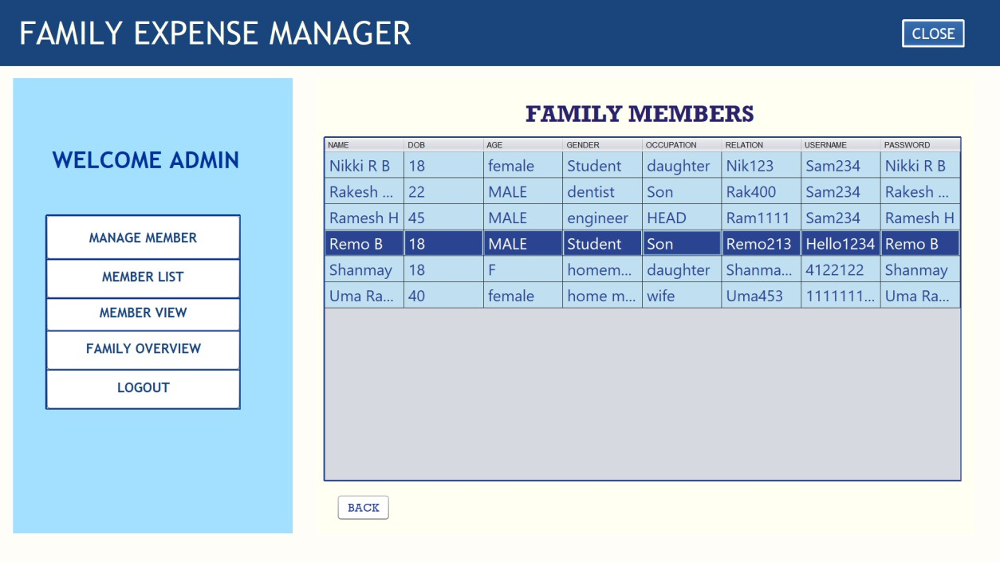 FAMILY EXPENSE MANAGER
CLOSE
WELCOME ADMIN
MANAGE MEMBER
MEMBER LIST
MEMBER VIEW
FAMILY OVERVIEW
LOGOUT
FAMILY MEMBERS
NAME DOB AGE GENDER OCCUPATION RELATION USERNAME PASSWORD
Nikki R B 18 female Student daughter Nik123 Sam234 Nikki R B
Rakesh ... 22 MALE dentist Son Rak400 Sam234 Rakesh ...
Ramesh H 45 MALE engineer HEAD Ram1111 Sam234 Ramesh H
Remo B 18 MALE Student Son Remo213 Hello1234 Remo B
Shanmay 18 F homem... daughter Shanma... 4122122 Shanmay
Uma Ra... 40 female home m... wife Uma453 1111111... Uma Ra...
BACK